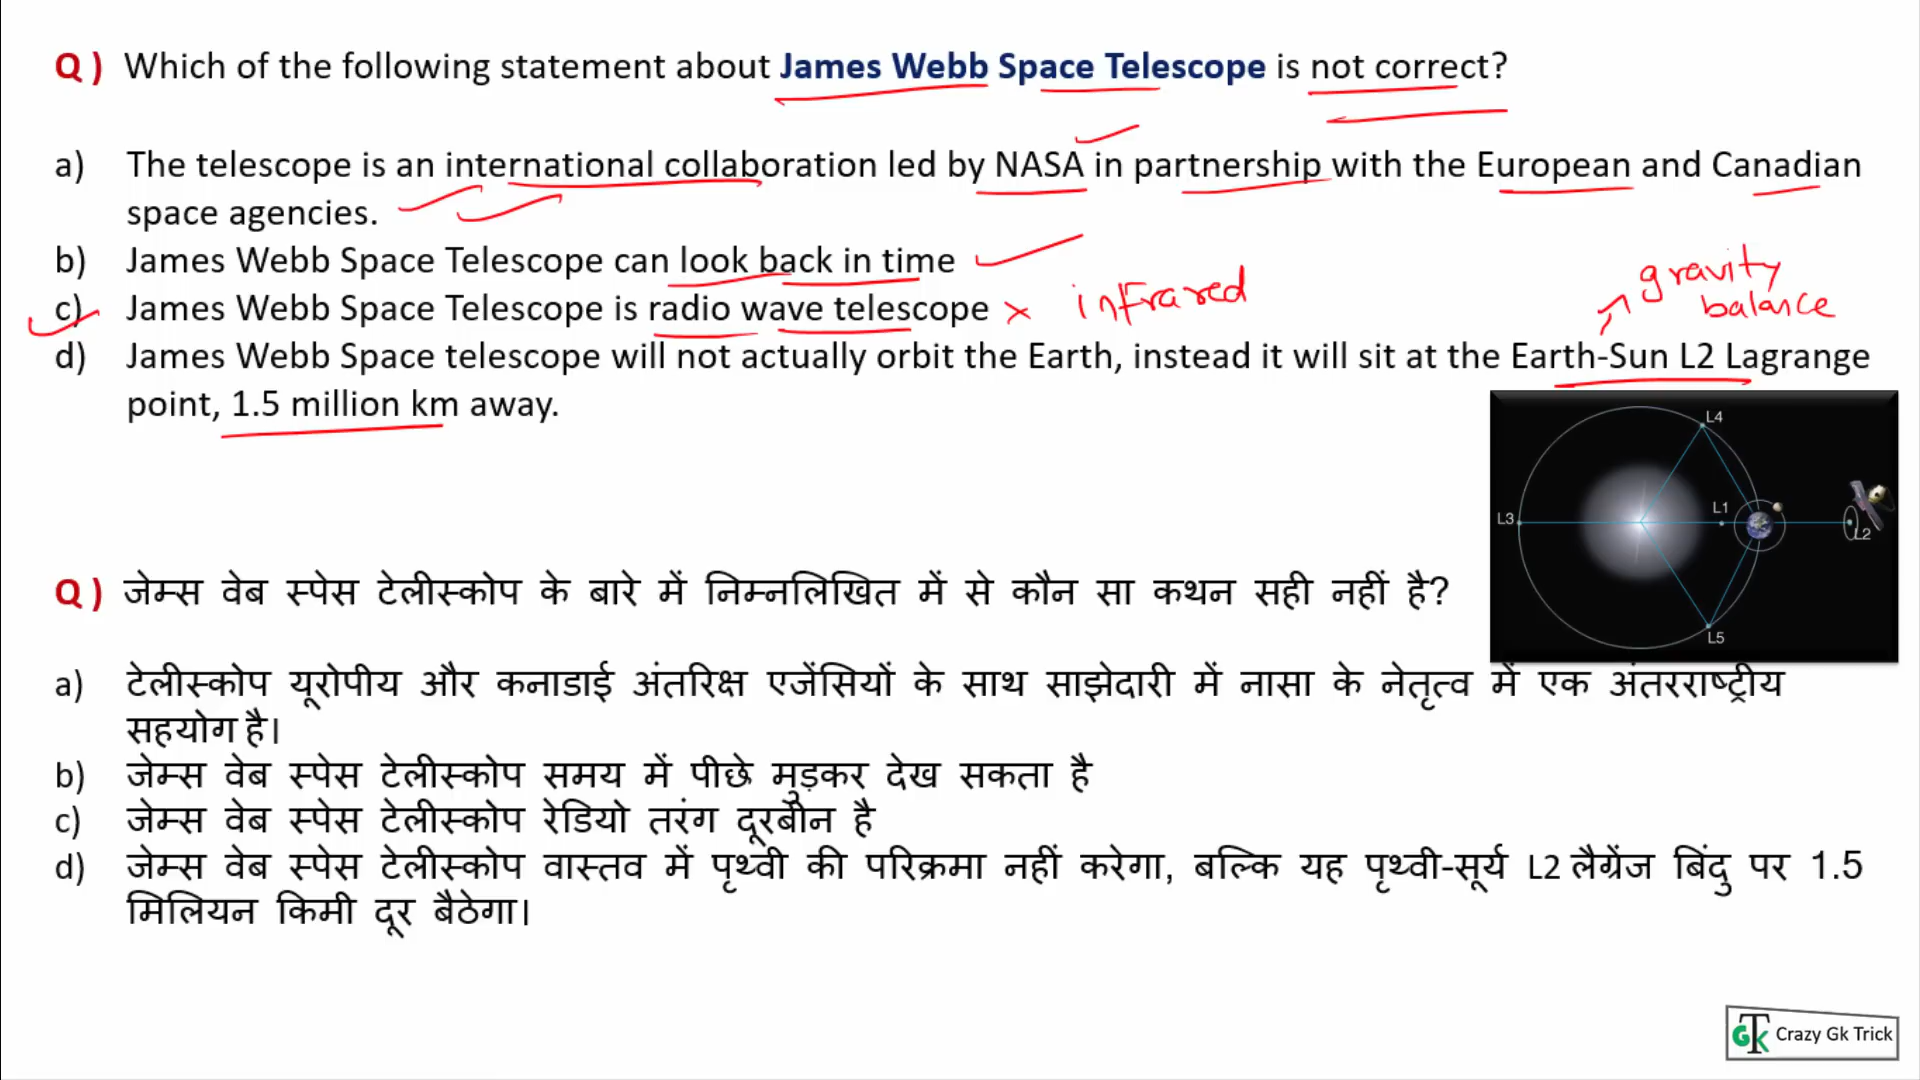 Q ) Which of the following statement about James Webb Space Telescope is not correct?
a) The telescope is an international collaboration led by NASA in partnership with the European and Canadian
space agencies.
b) James Webb Space Telescope can look back in time
c) James Webb Space Telescope is radio wave telescope × infrared
gravity
balance
d) James Webb Space telescope will not actually orbit the Earth, instead it will sit at the Earth-Sun L2 Lagrange
point, 1.5 million km away.
L4
L3
L1
L2
L5
Q ) जेम्स वेब स्पेस टेलीस्कोप के बारे में निम्नलिखित में से कौन सा कथन सही नहीं है?
a) टेलीस्कोप यूरोपीय और कनाडाई अंतरिक्ष एजेंसियों के साथ साझेदारी में नासा के नेतृत्व में एक अंतरराष्ट्रीय
सहयोग है।
b) जेम्स वेब स्पेस टेलीस्कोप समय में पीछे मुड़कर देख सकता है
c) जेम्स वेब स्पेस टेलीस्कोप रेडियो तरंग दूरबीन है
d) जेम्स वेब स्पेस टेलीस्कोप वास्तव में पृथ्वी की परिक्रमा नहीं करेगा, बल्कि यह पृथ्वी-सूर्य L2 लैग्रेंज बिंदु पर 1.5
मिलियन किमी दूर बैठेगा।
GTK Crazy Gk Trick